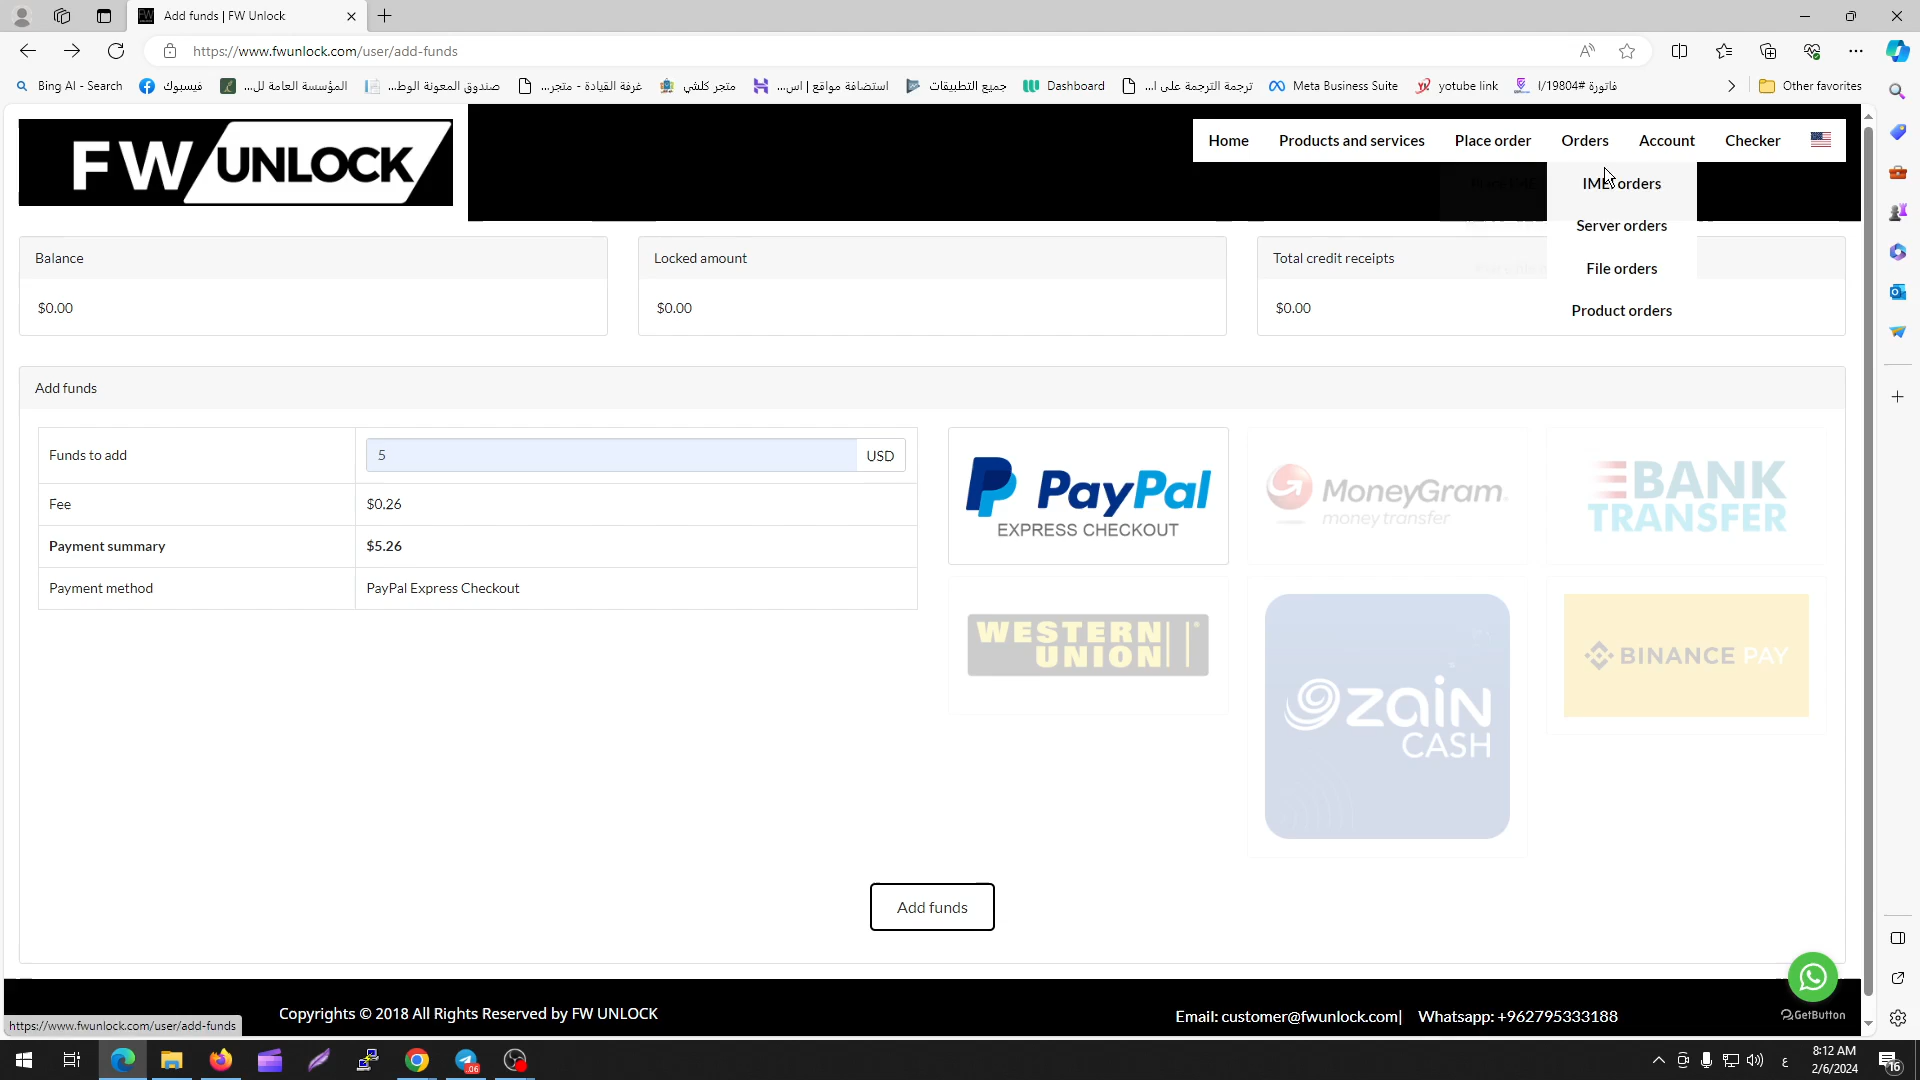 Add funds | FW Unlock
https://www.fwunlock.com/user/add-funds
Bing AI - Search
فيسبوك
المؤسسة العامة لل...
صندوق المعونة الوط...
غرفة القيادة - متجر...
متجر كلشي
استضافة مواقع | اس...
جميع التطبيقات
Dashboard
ترجمة الترجمة على ا...
Meta Business Suite
yotube link
فاتورة #19804/ا
Other favorites
FW UNLOCK
Home
Products and services
Place order
Orders
Account
Checker
IMEI orders
Server orders
File orders
Product orders
Balance
Locked amount
Total credit receipts
$0.00
$0.00
$0.00
Add funds
Funds to add
5
USD
Fee
$0.26
Payment summary
$5.26
Payment method
PayPal Express Checkout
PayPal
EXPRESS CHECKOUT
MoneyGram.
money transfer
BANK
TRANSFER
WESTERN
UNION
zain
CASH
BINANCE PAY
Add funds
Copyrights © 2018 All Rights Reserved by FW UNLOCK
Email: customer@fwunlock.com|
Whatsapp: +962795333188
GetButton
https://www.fwunlock.com/user/add-funds
.06
ع
8:12 AM
2/6/2024
16